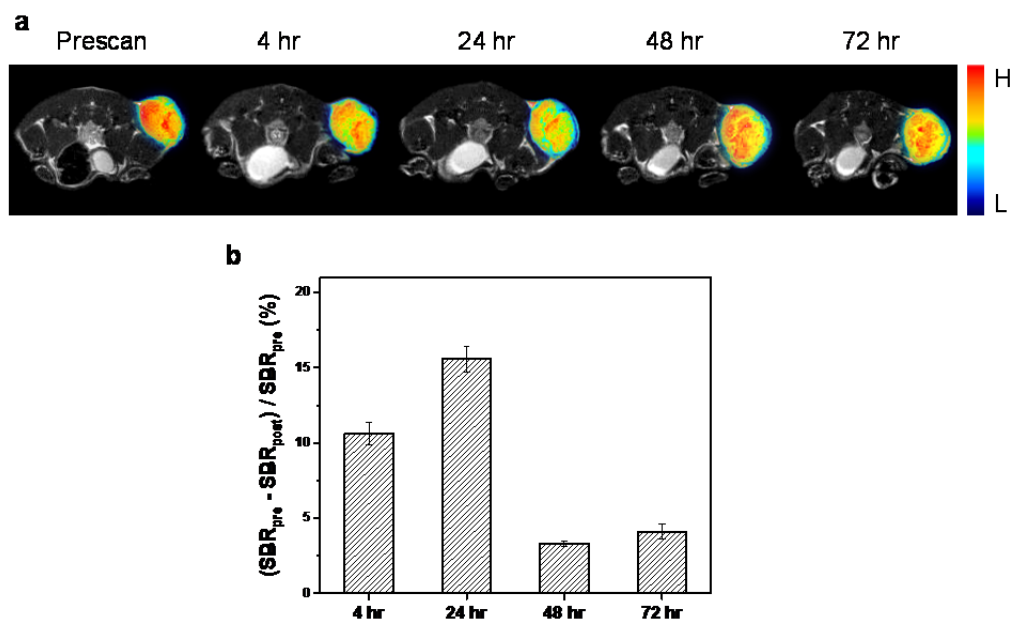 a
Prescan 4 hr 24 hr 48 hr 72 hr
H
L
b
(SBRpre - SBRpost) / SBRpre (%)
20
15
10
5
0
4 hr 24 hr 48 hr 72 hr